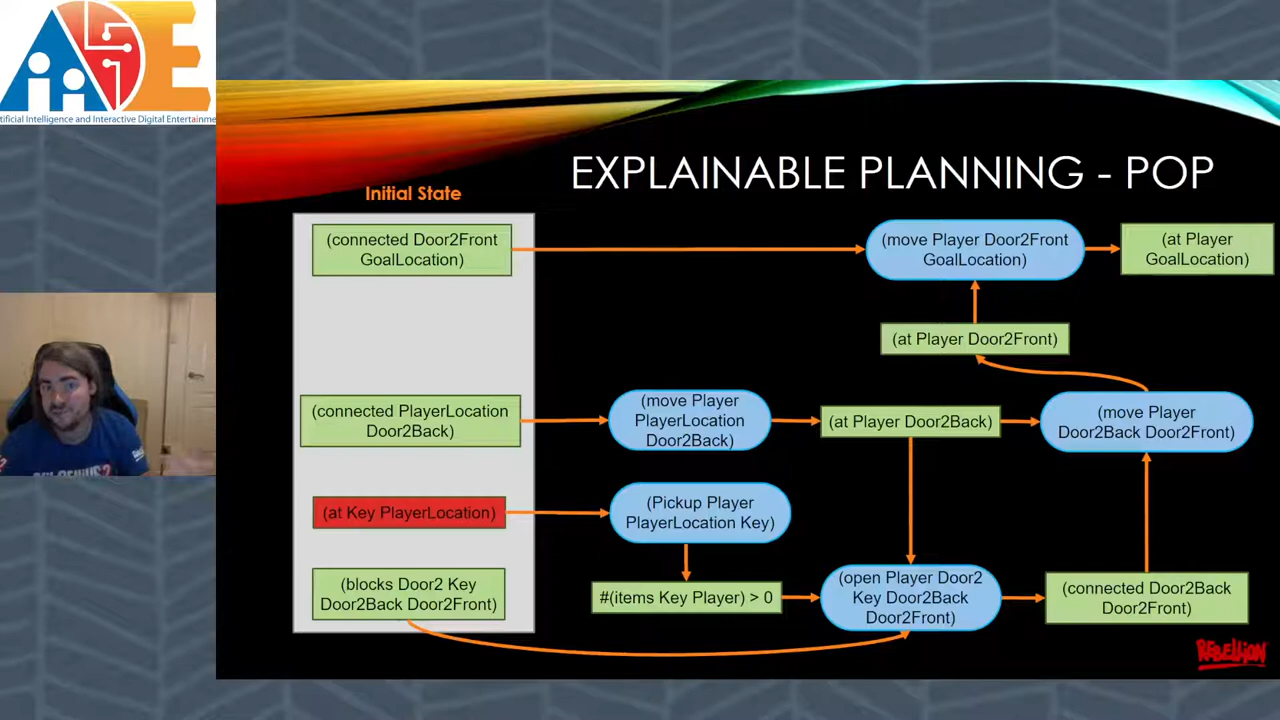 Artificial Intelligence and Interactive Digital Entertainment
EXPLAINABLE PLANNING - POP
Initial State
(connected Door2Front
GoalLocation)
(move Player Door2Front
GoalLocation)
(at Player
GoalLocation)
(at Player Door2Front)
(connected PlayerLocation
Door2Back)
(move Player
PlayerLocation
Door2Back)
(at Player Door2Back)
(move Player
Door2Back Door2Front)
(at Key PlayerLocation)
(Pickup Player
PlayerLocation Key)
(blocks Door2 Key
Door2Back Door2Front)
#(items Key Player) > 0
(open Player Door2
Key Door2Back
Door2Front)
(connected Door2Back
Door2Front)
REBELLION